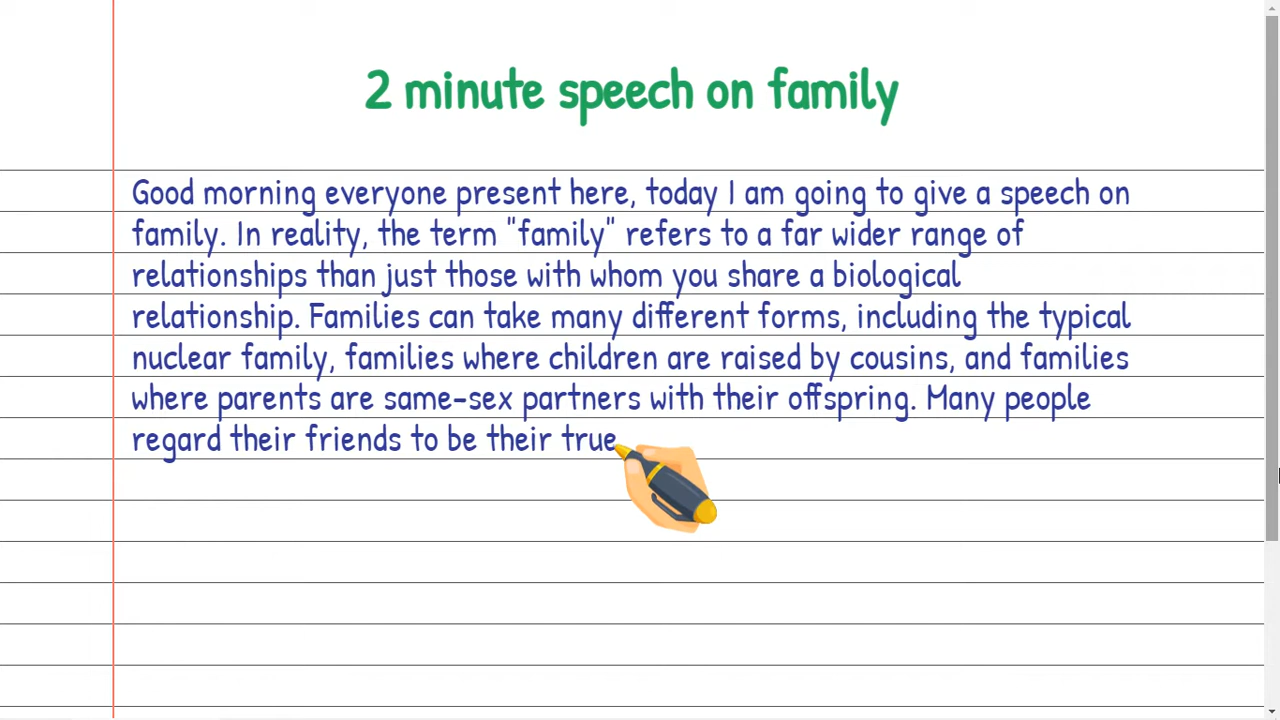 2 minute speech on family
Good morning everyone present here, today I am going to give a speech on
family. In reality, the term "family" refers to a far wider range of
relationships than just those with whom you share a biological
relationship. Families can take many different forms, including the typical
nuclear family, families where children are raised by cousins, and families
where parents are same-sex partners with their offspring. Many people
regard their friends to be their true